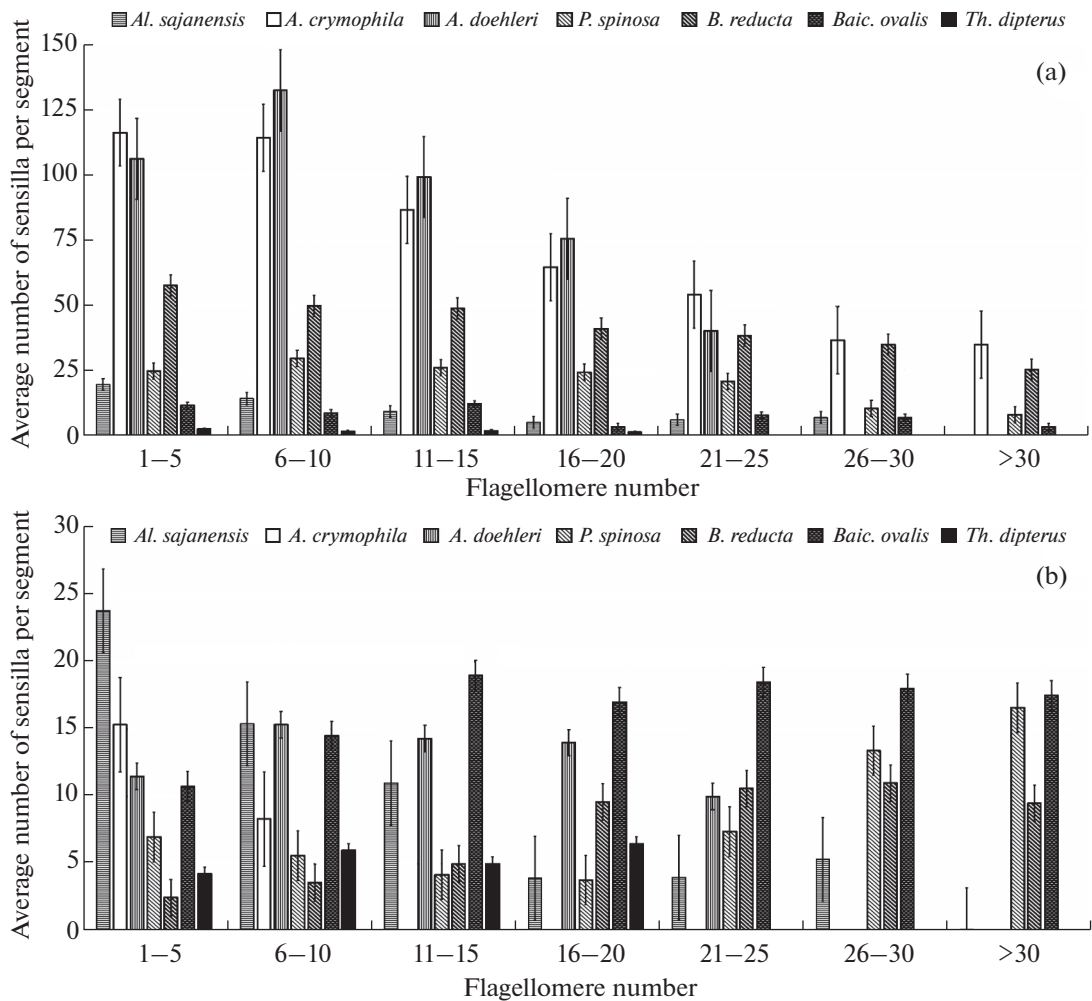 Al. sajanensis A. crymophila A. doehleri P. spinosa B. reducta Baic. ovalis Th. dipterus
(a)
Average number of sensilla per segment
150
125
100
75
50
25
0
1–5 6–10 11–15 16–20 21–25 26–30 >30
Flagellomere number
Al. sajanensis A. crymophila A. doehleri P. spinosa B. reducta Baic. ovalis Th. dipterus
(b)
Average number of sensilla per segment
30
25
20
15
10
5
0
1–5 6–10 11–15 16–20 21–25 26–30 >30
Flagellomere number